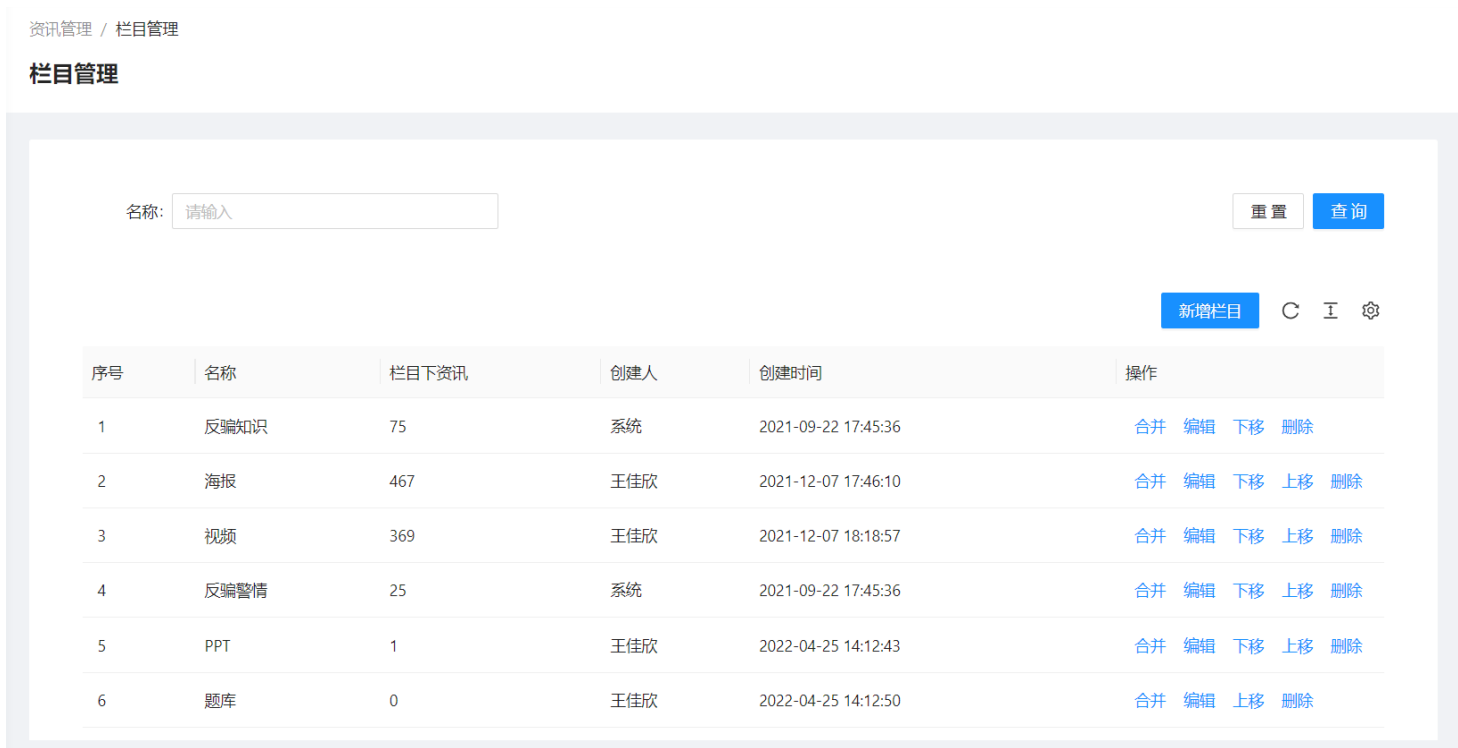 资讯管理 / 栏目管理
栏目管理
名称: 请输入 重置 查询
新增栏目
序号 名称 栏目下资讯 创建人 创建时间 操作
1 反骗知识 75 系统 2021-09-22 17:45:36 合并 编辑 下移 删除
2 海报 467 王佳欣 2021-12-07 17:46:10 合并 编辑 下移 上移 删除
3 视频 369 王佳欣 2021-12-07 18:18:57 合并 编辑 下移 上移 删除
4 反骗警情 25 系统 2021-09-22 17:45:36 合并 编辑 下移 上移 删除
5 PPT 1 王佳欣 2022-04-25 14:12:43 合并 编辑 下移 上移 删除
6 题库 0 王佳欣 2022-04-25 14:12:50 合并 编辑 上移 删除